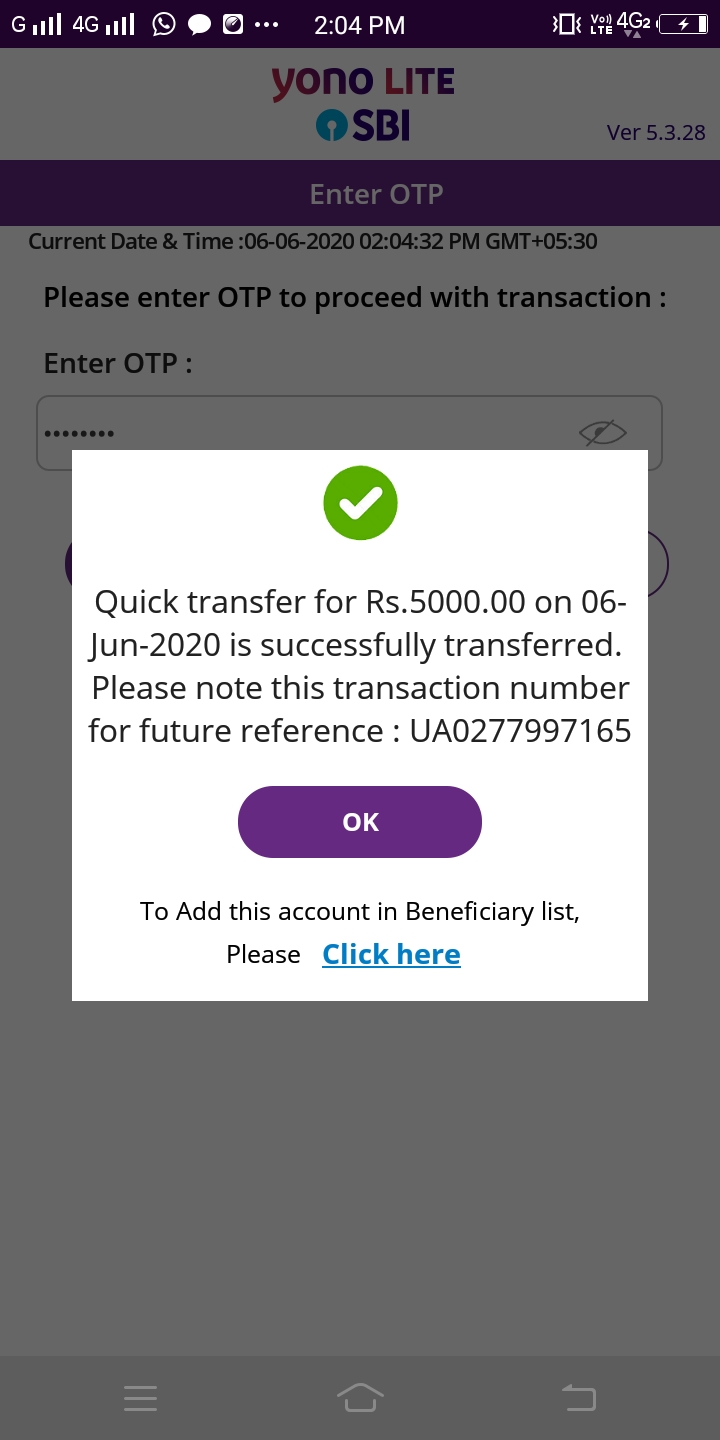 G 4G 2:04 PM Vo)) LTE 4G2
yono LITE
SBI
Ver 5.3.28
Enter OTP
Current Date & Time :06-06-2020 02:04:32 PM GMT+05:30
Please enter OTP to proceed with transaction :
Enter OTP :
••••••••
Quick transfer for Rs.5000.00 on 06-
Jun-2020 is successfully transferred.
Please note this transaction number
for future reference : UA0277997165
OK
To Add this account in Beneficiary list,
Please Click here